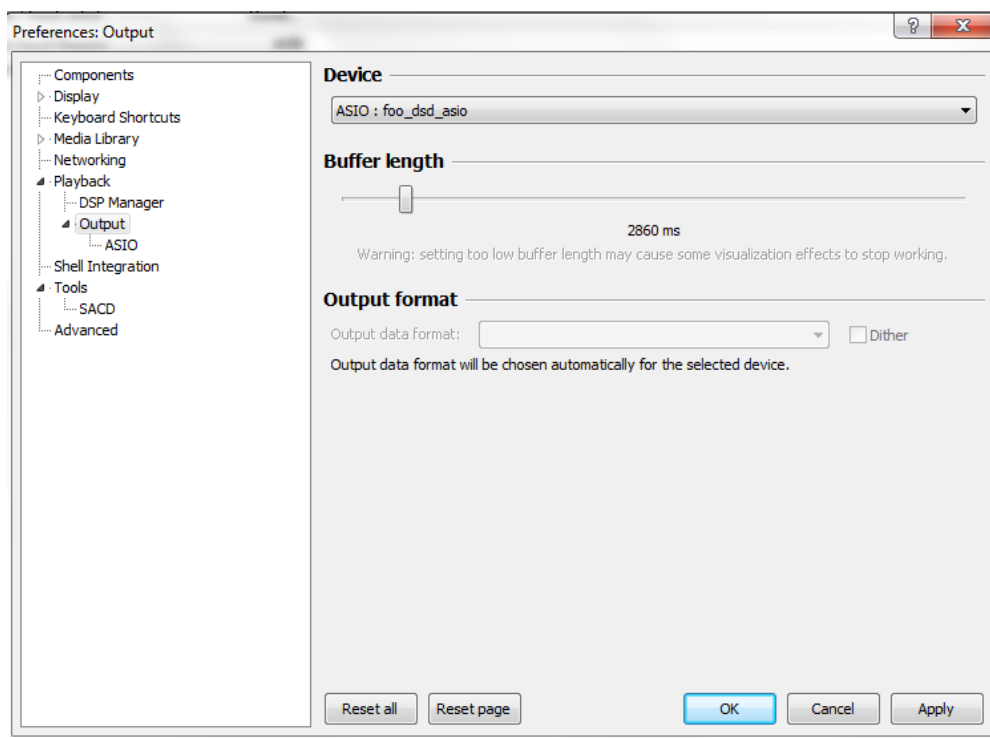 Preferences: Output
Components
Display
Keyboard Shortcuts
Media Library
Networking
Playback
DSP Manager
Output
ASIO
Shell Integration
Tools
SACD
Advanced
Device
ASIO : foo_dsd_asio
Buffer length
2860 ms
Warning: setting too low buffer length may cause some visualization effects to stop working.
Output format
Output data format:
Dither
Output data format will be chosen automatically for the selected device.
Reset all
Reset page
OK
Cancel
Apply